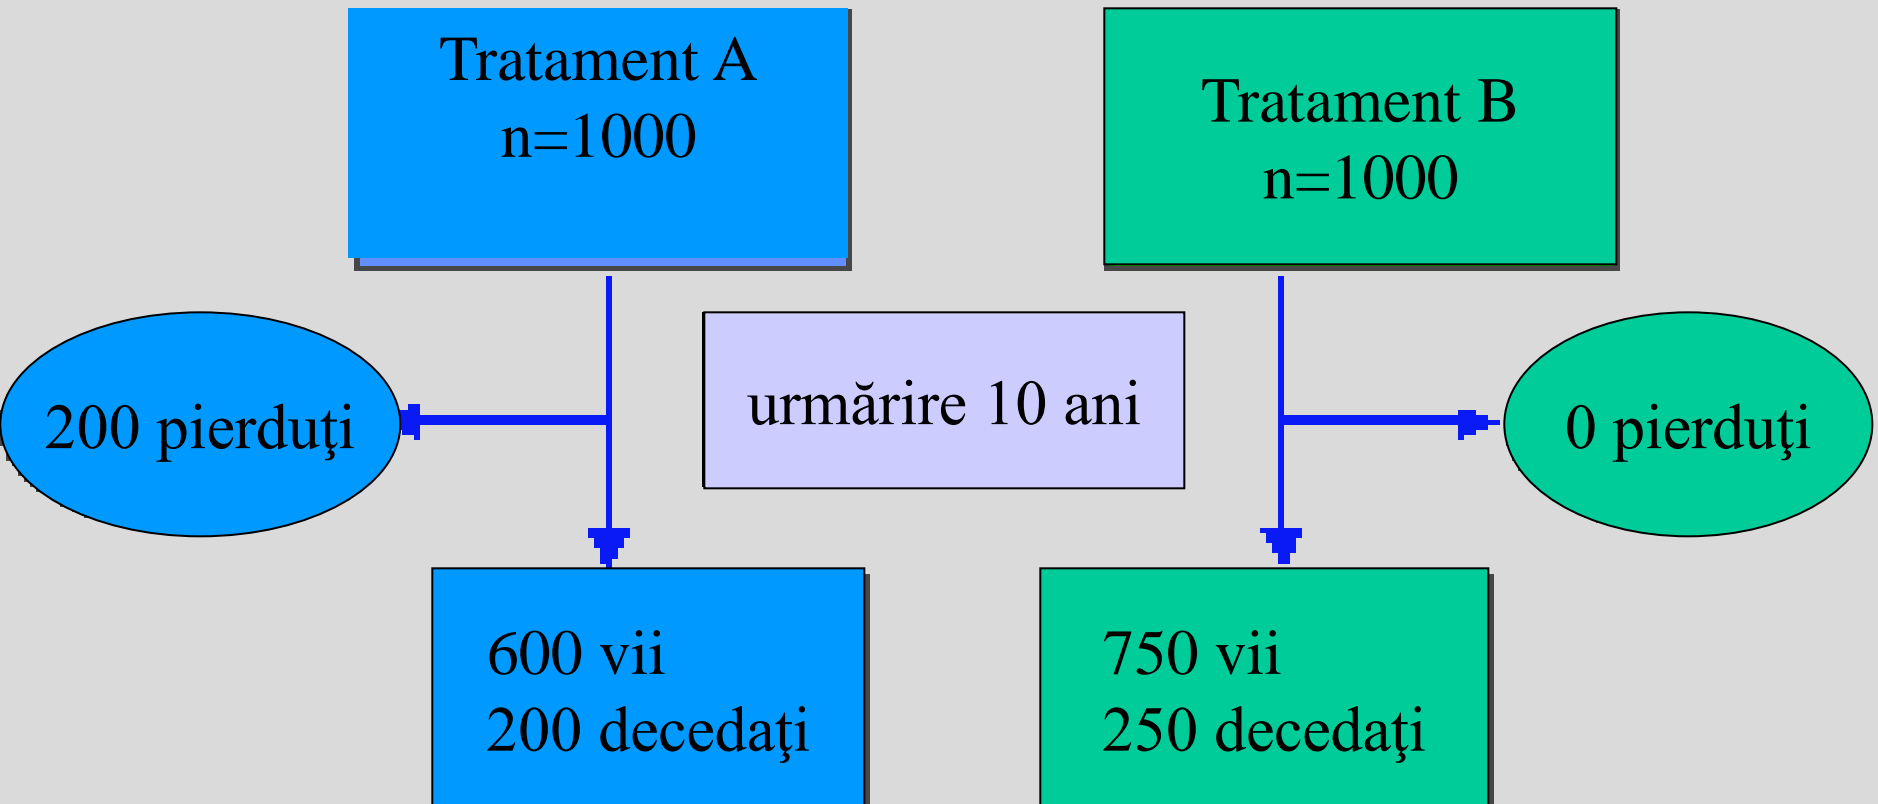 Tratament A
n=1000
Tratament B
n=1000
200 pierduţi
urmărire 10 ani
0 pierduţi
600 vii
200 decedaţi
750 vii
250 decedaţi